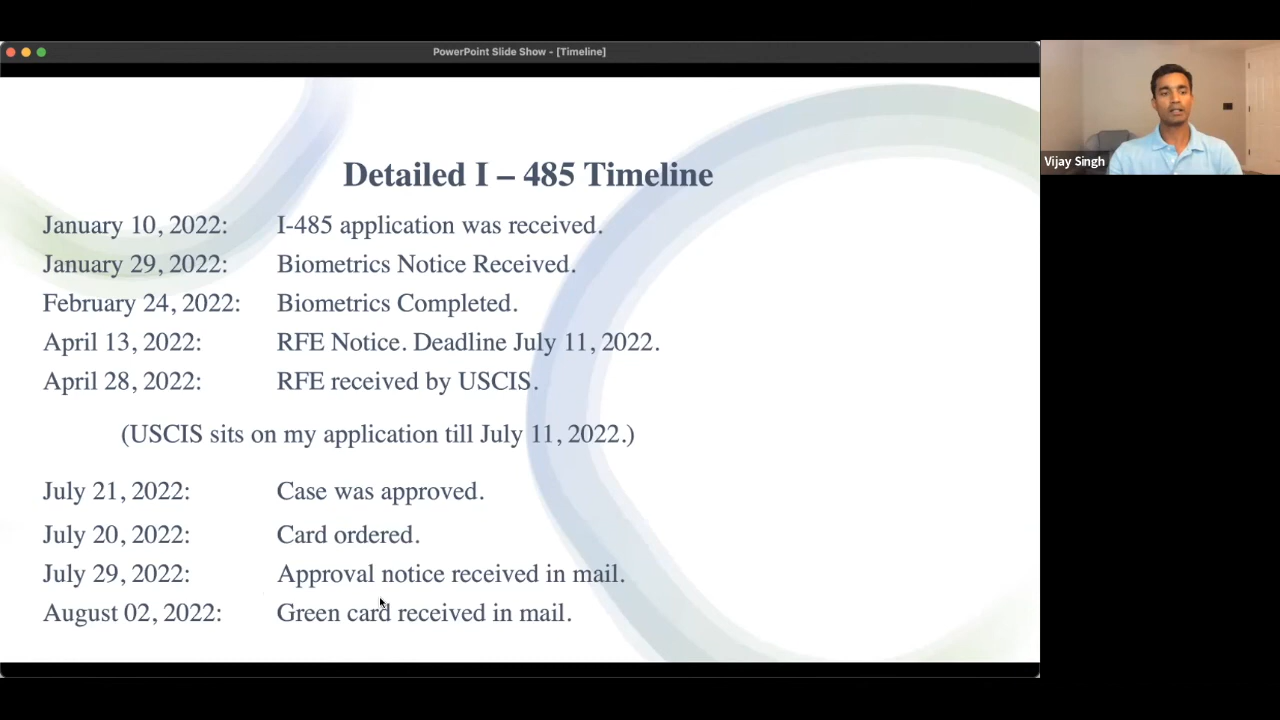 PowerPoint Slide Show - [Timeline]
Vijay Singh
Detailed I – 485 Timeline
January 10, 2022: I-485 application was received.
January 29, 2022: Biometrics Notice Received.
February 24, 2022: Biometrics Completed.
April 13, 2022: RFE Notice. Deadline July 11, 2022.
April 28, 2022: RFE received by USCIS.
(USCIS sits on my application till July 11, 2022.)
July 21, 2022: Case was approved.
July 20, 2022: Card ordered.
July 29, 2022: Approval notice received in mail.
August 02, 2022: Green card received in mail.